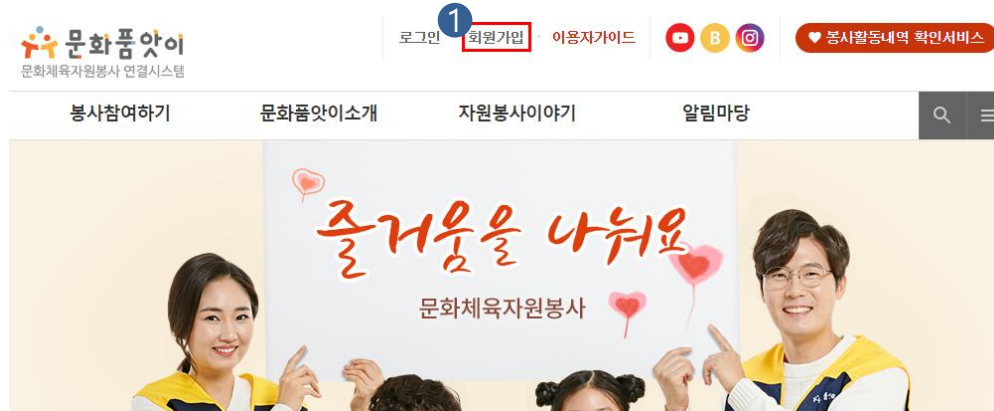 1
문화품앗이
문화체육자원봉사 연결시스템
로그인 회원가입 이용자가이드 B ♥ 봉사활동내역 확인서비스
봉사참여하기 문화품앗이소개 자원봉사이야기 알림마당
즐거움을 나눠요
문화체육자원봉사